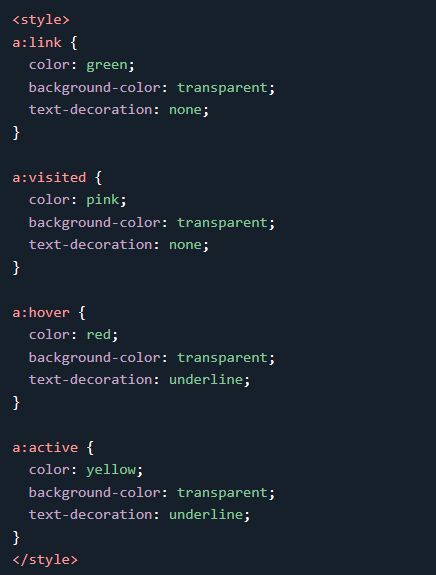 <style>
a:link {
  color: green;
  background-color: transparent;
  text-decoration: none;
}

a:visited {
  color: pink;
  background-color: transparent;
  text-decoration: none;
}

a:hover {
  color: red;
  background-color: transparent;
  text-decoration: underline;
}

a:active {
  color: yellow;
  background-color: transparent;
  text-decoration: underline;
}
</style>